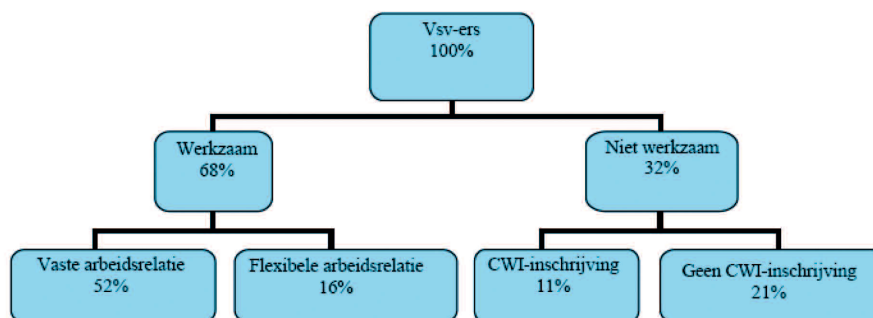 Vsv-ers
100%
Werkzaam
68%
Niet werkzaam
32%
Vaste arbeidsrelatie
52%
Flexibele arbeidsrelatie
16%
CWI-inschrijving
11%
Geen CWI-inschrijving
21%